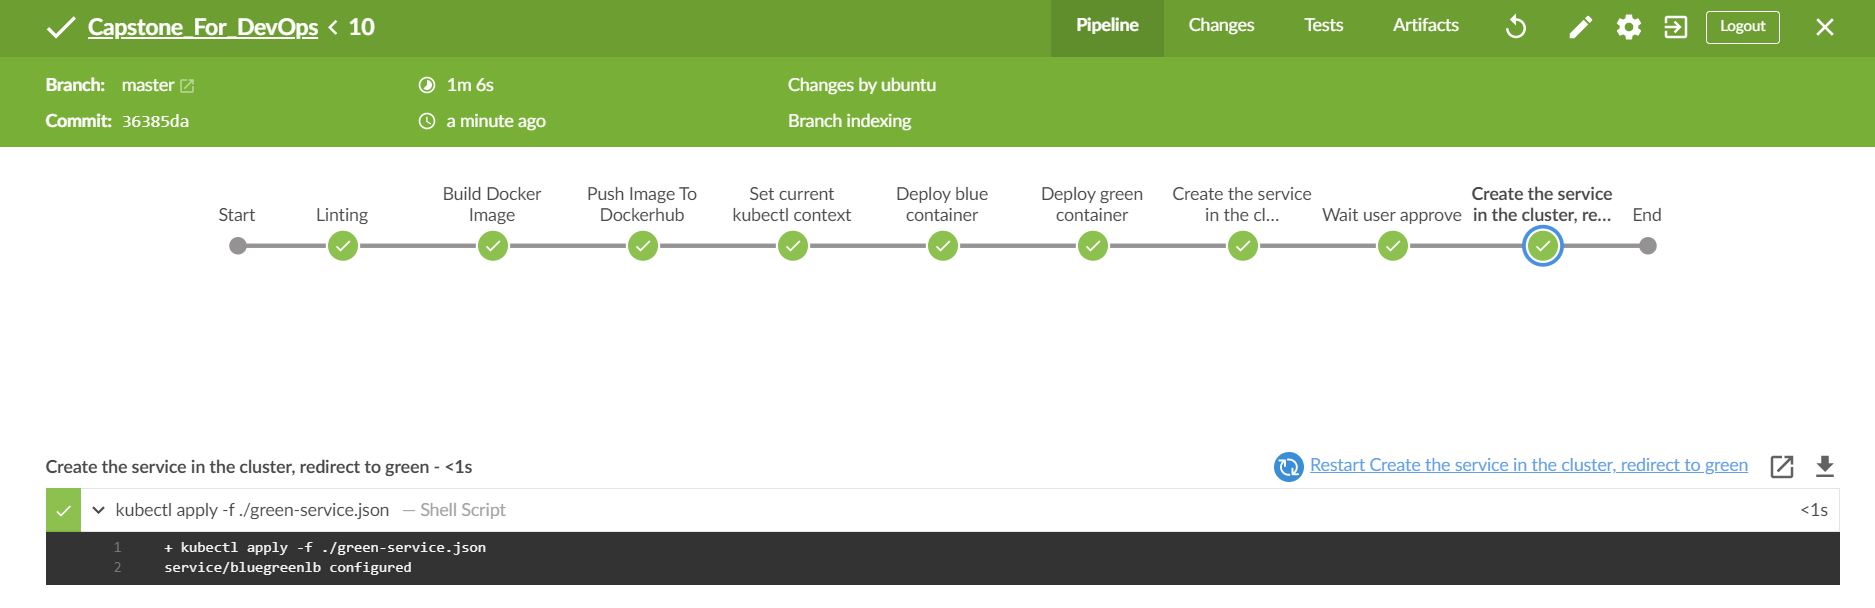 Capstone_For_DevOps < 10
Pipeline
Changes
Tests
Artifacts
Logout
Branch: master
1m 6s
Changes by ubuntu
Commit: 36385da
a minute ago
Branch indexing
Start
Linting
Build Docker
Image
Push Image To
Dockerhub
Set current
kubectl context
Deploy blue
container
Deploy green
container
Create the service
in the cl...
Wait user approve
Create the service
in the cluster, re...
End
Create the service in the cluster, redirect to green - <1s
Restart Create the service in the cluster, redirect to green
kubectl apply -f ./green-service.json — Shell Script
<1s
1 + kubectl apply -f ./green-service.json
2 service/bluegreenlb configured